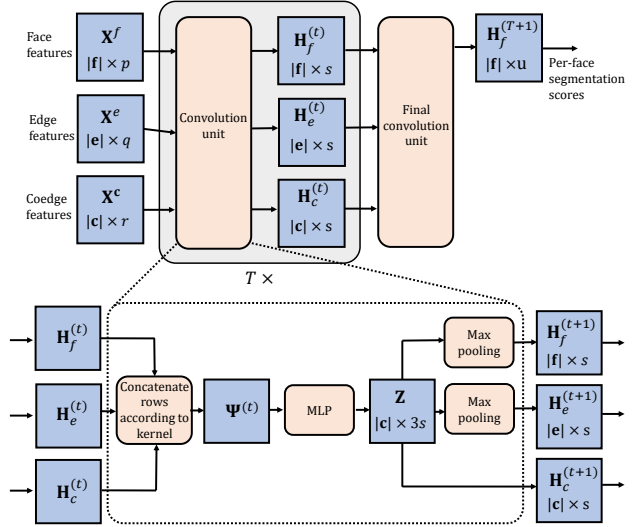 Face
features
X^f
|f| × p
Edge
features
X^e
|e| × q
Coedge
features
X^c
|c| × r
Convolution
unit
H_f^(t)
|f| × s
H_e^(t)
|e| × s
H_c^(t)
|c| × s
T ×
Final
convolution
unit
H_f^(T+1)
|f| ×u
Per-face
segmentation
scores
H_f^(t)
H_e^(t)
H_c^(t)
Concatenate
rows
according to
kernel
Ψ^(t)
MLP
Z
|c| × 3s
Max
pooling
Max
pooling
H_f^(t+1)
|f| × s
H_e^(t+1)
|e| × s
H_c^(t+1)
|c| × s